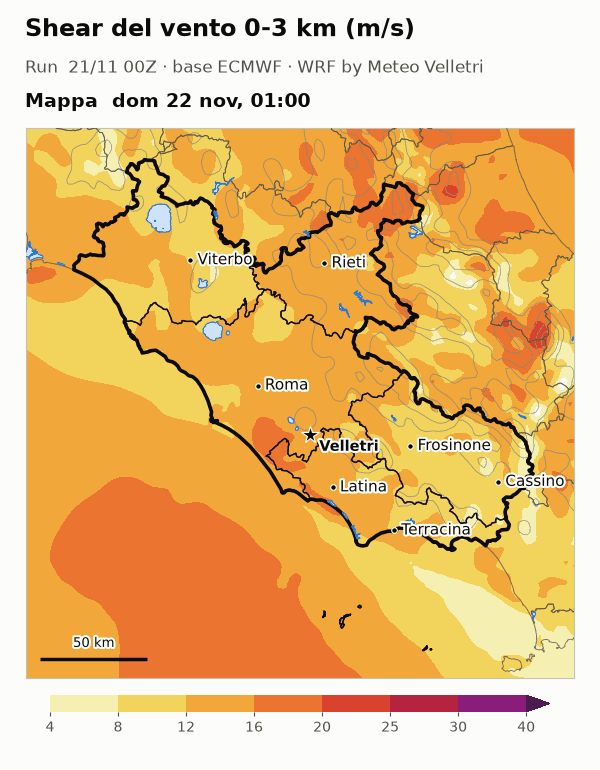 Shear del vento 0-3 km (m/s)
Run  21/11 00Z · base ECMWF · WRF by Meteo Velletri
Mappa  dom 22 nov, 01:00
Viterbo
Rieti
Roma
Velletri
Frosinone
Latina
Cassino
Terracina
50 km
4 8 12 16 20 25 30 40